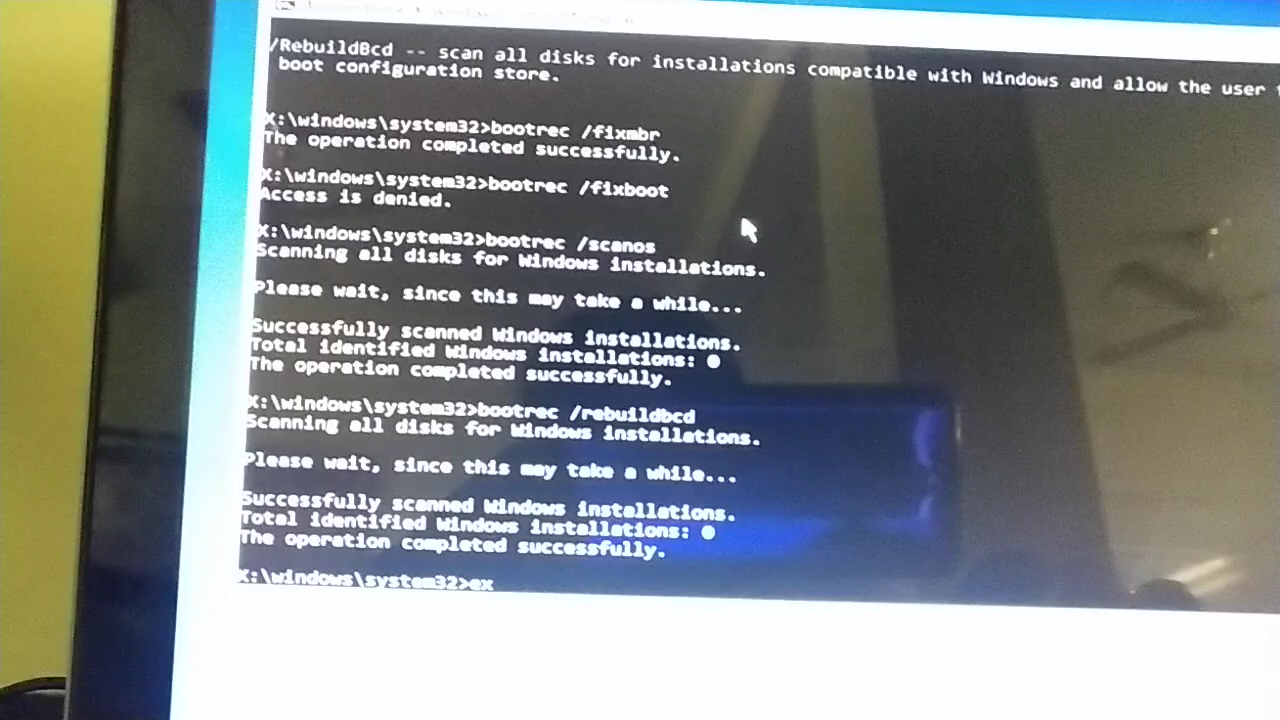 /RebuildBcd -- scan all disks for installations compatible with Windows and allow the user
boot configuration store.
X:\windows\system32>bootrec /fixmbr
The operation completed successfully.
X:\windows\system32>bootrec /fixboot
Access is denied.
X:\windows\system32>bootrec /scanos
Scanning all disks for Windows installations.
Please wait, since this may take a while...
Successfully scanned Windows installations.
Total identified Windows installations: 0
The operation completed successfully.
X:\windows\system32>bootrec /rebuildbcd
Scanning all disks for Windows installations.
Please wait, since this may take a while...
Successfully scanned Windows installations.
Total identified Windows installations: 0
The operation completed successfully.
X:\windows\system32>ex